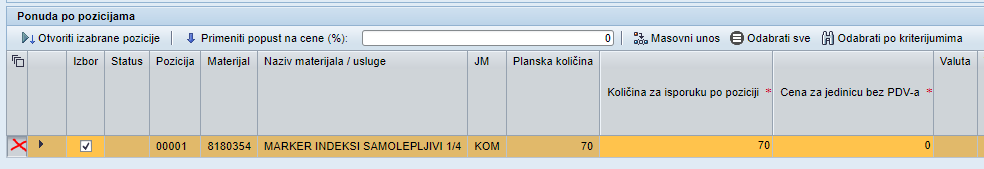 Ponuda po pozicijama
Otvoriti izabrane pozicije Primeniti popust na cene (%): 0 Masovni unos Odabrati sve Odabrati po kriterijumima
Izbor Status Pozicija Materijal Naziv materijala / usluge JM Planska količina Količina za isporuku po poziciji * Cena za jedinicu bez PDV-a * Valuta
00001 8180354 MARKER INDEKSI SAMOLEPLJIVI 1/4 KOM 70 70 0